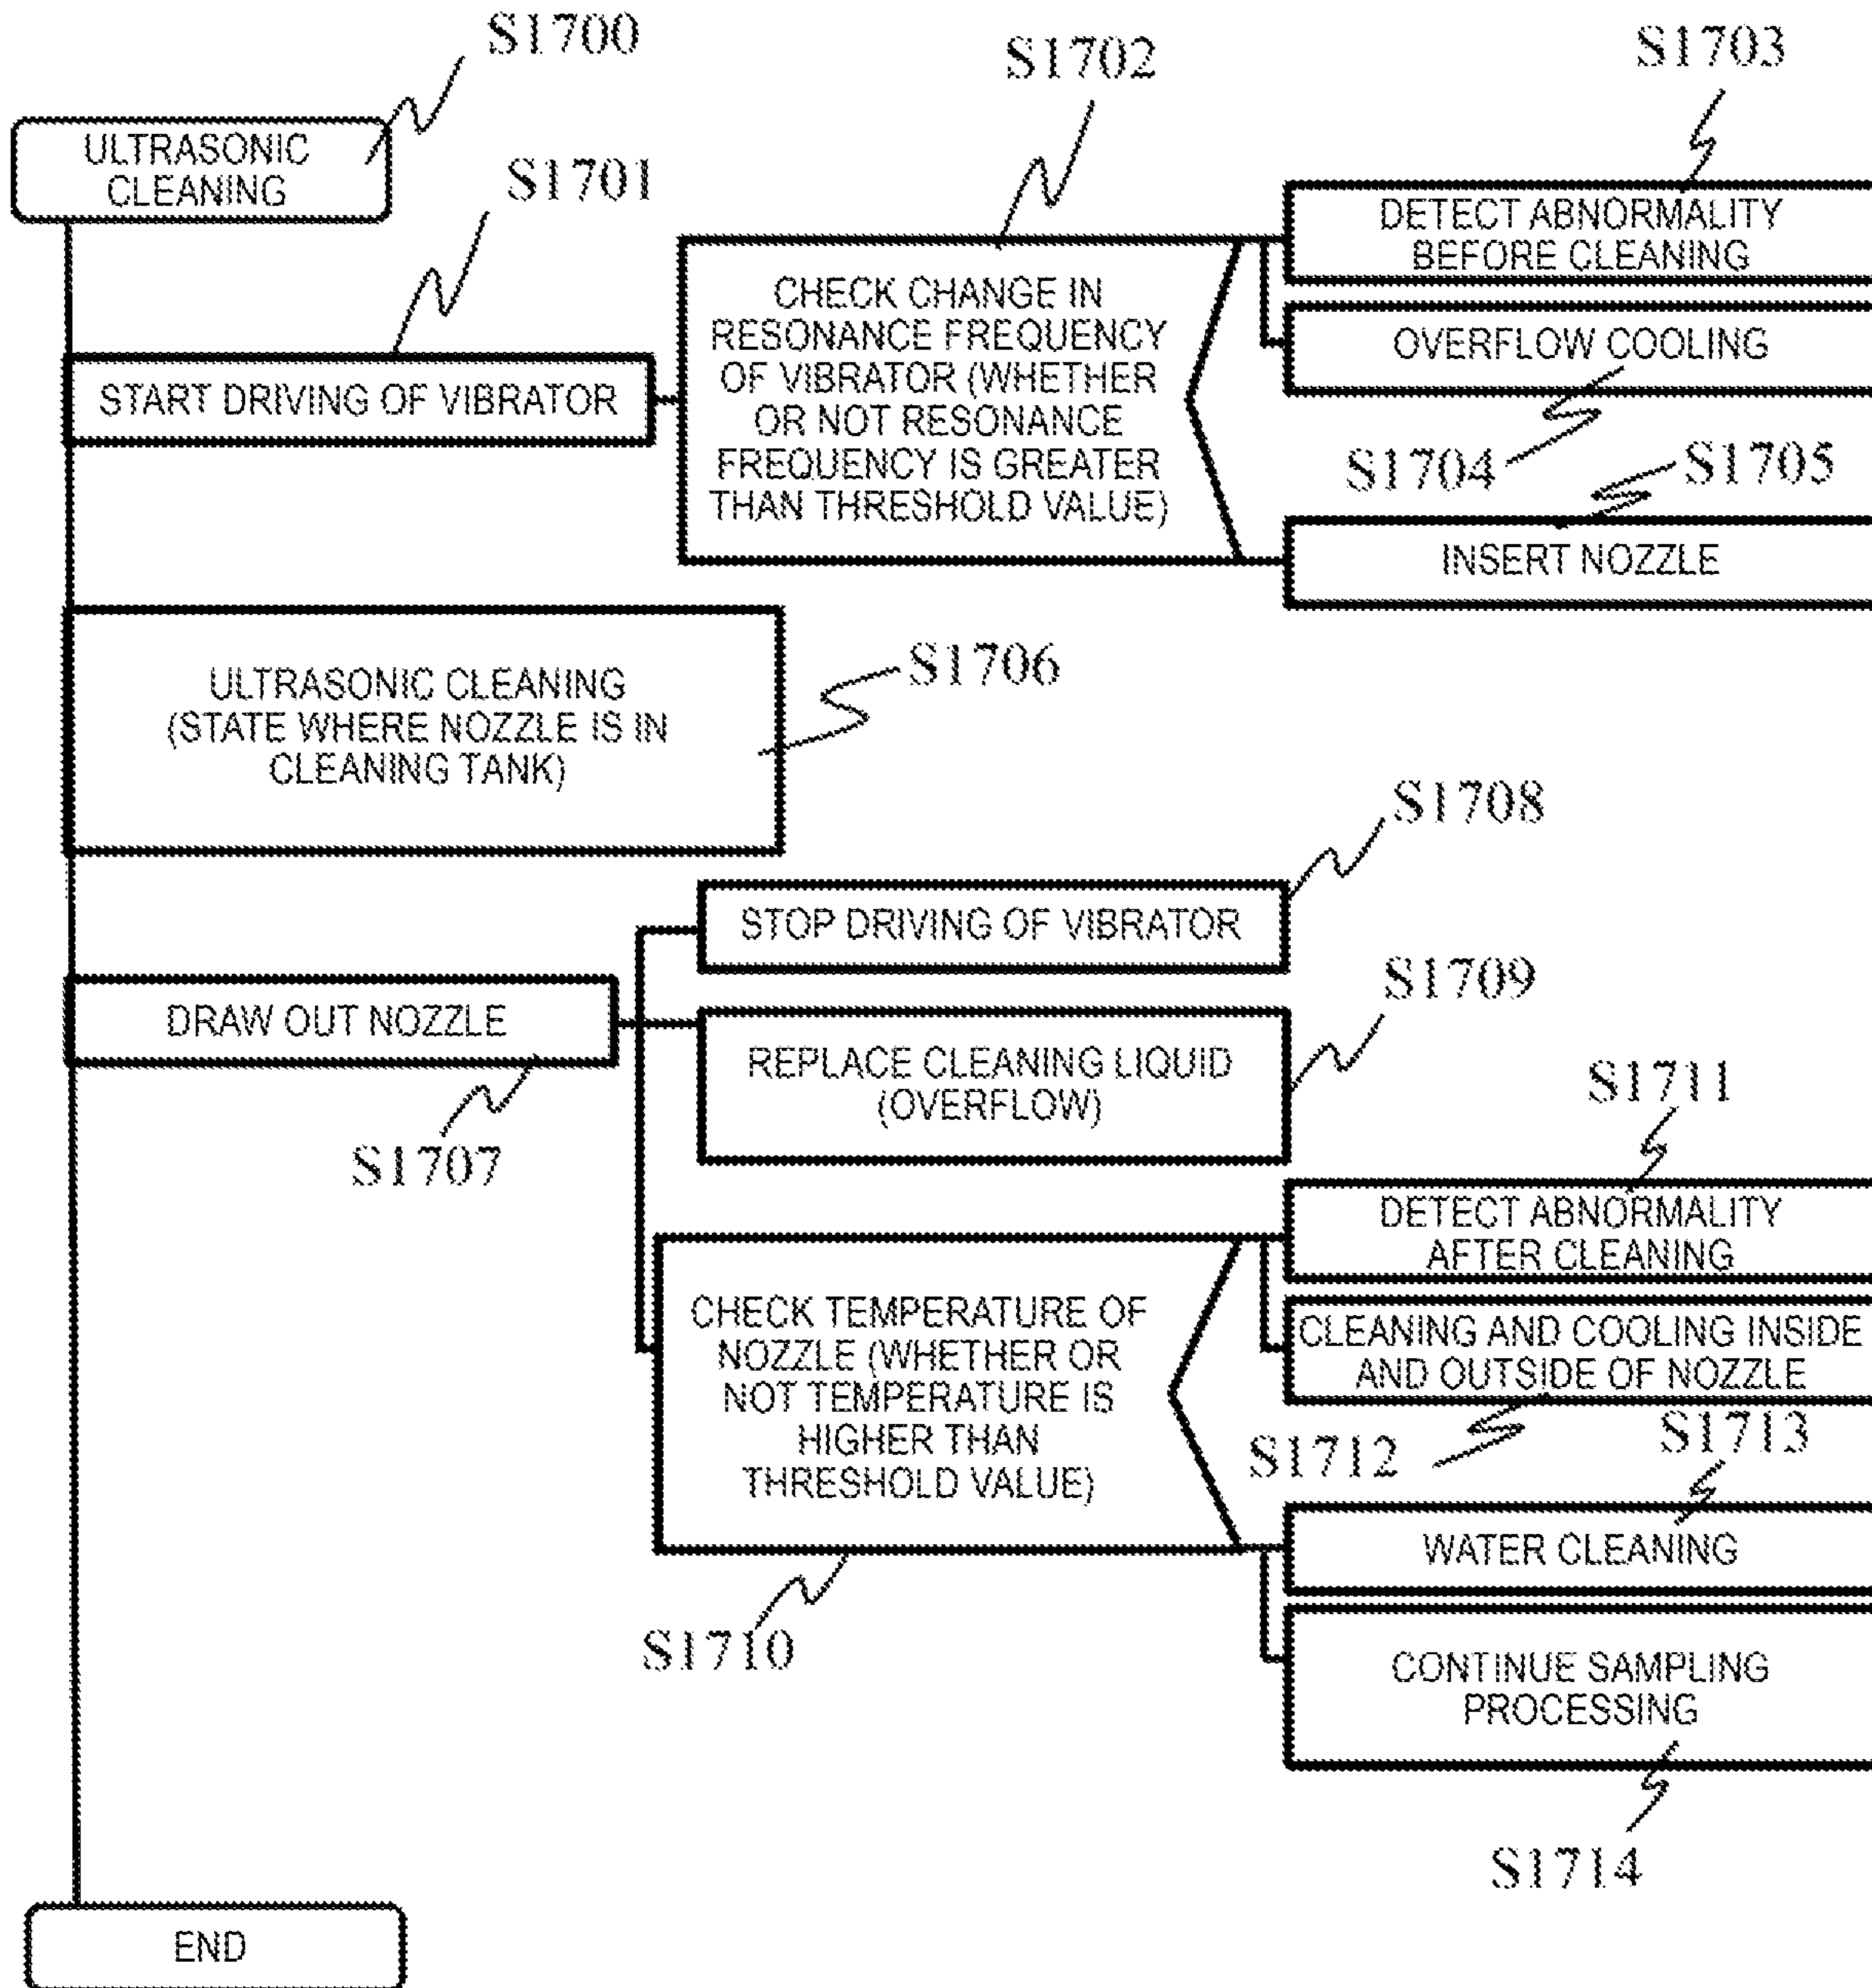 S1700
ULTRASONIC
CLEANING
S1701
START DRIVING OF VIBRATOR
S1702
CHECK CHANGE IN
RESONANCE FREQUENCY
OF VIBRATOR (WHETHER
OR NOT RESONANCE
FREQUENCY IS GREATER
THAN THRESHOLD VALUE)
S1703
DETECT ABNORMALITY
BEFORE CLEANING
OVERFLOW COOLING
S1704
S1705
INSERT NOZZLE
ULTRASONIC CLEANING
(STATE WHERE NOZZLE IS IN
CLEANING TANK)
S1706
S1708
STOP DRIVING OF VIBRATOR
DRAW OUT NOZZLE
S1707
S1709
REPLACE CLEANING LIQUID
(OVERFLOW)
S1711
DETECT ABNORMALITY
AFTER CLEANING
CHECK TEMPERATURE OF
NOZZLE (WHETHER OR
NOT TEMPERATURE IS
HIGHER THAN
THRESHOLD VALUE)
S1710
CLEANING AND COOLING INSIDE
AND OUTSIDE OF NOZZLE
S1712
S1713
WATER CLEANING
CONTINUE SAMPLING
PROCESSING
S1714
END